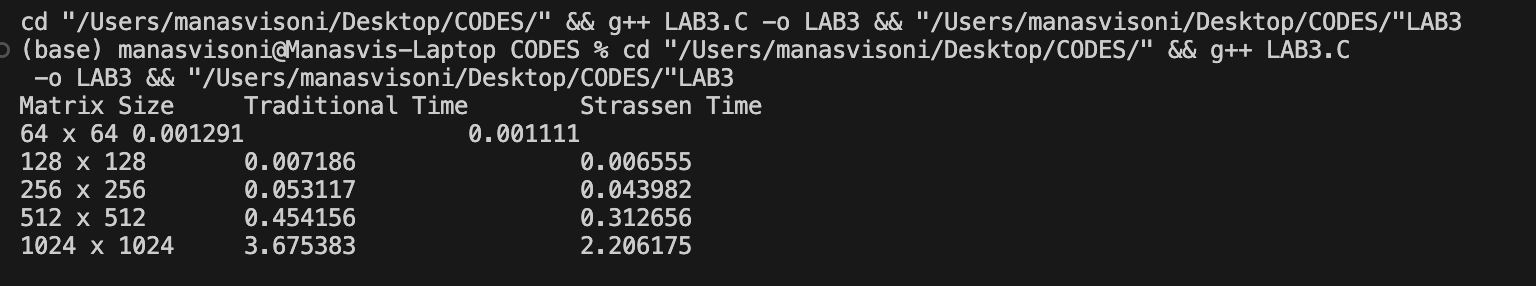 cd "/Users/manasvisoni/Desktop/CODES/" && g++ LAB3.C -o LAB3 && "/Users/manasvisoni/Desktop/CODES/"LAB3
(base) manasvisoni@Manasvis-Laptop CODES % cd "/Users/manasvisoni/Desktop/CODES/" && g++ LAB3.C
 -o LAB3 && "/Users/manasvisoni/Desktop/CODES/"LAB3
Matrix Size     Traditional Time        Strassen Time
64 x 64 0.001291                0.001111
128 x 128       0.007186                0.006555
256 x 256       0.053117                0.043982
512 x 512       0.454156                0.312656
1024 x 1024     3.675383                2.206175